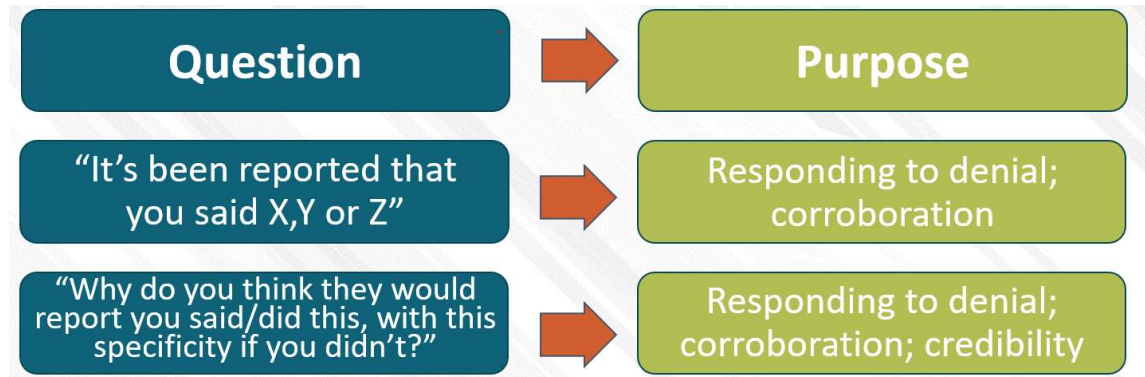 Question
Purpose
“It’s been reported that
you said X,Y or Z”
Responding to denial;
corroboration
“Why do you think they would
report you said/did this, with this
specificity if you didn’t?”
Responding to denial;
corroboration; credibility